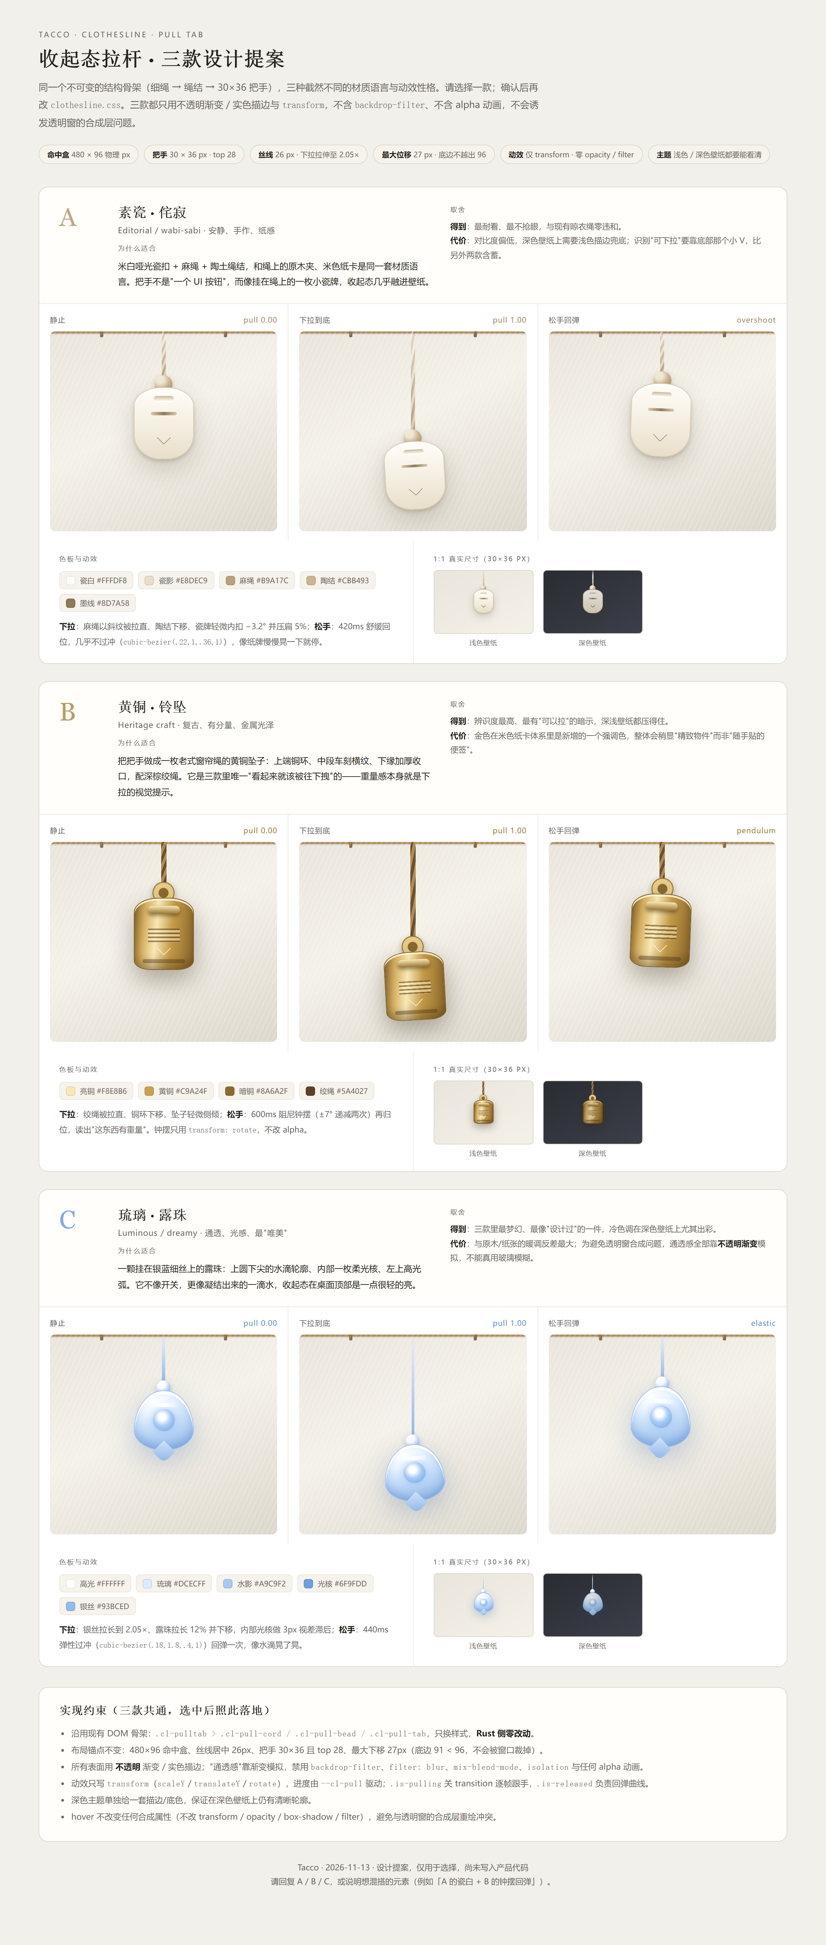 TACCO · CLOTHESLINE · PULL TAB
收起态拉杆 · 三款设计提案
同一个不可变的结构骨架（细绳 → 绳结 → 30×36 把手），三种截然不同的材质语言与动效性格。请选择一款；确认后再
改 clothesline.css。三款都只用不透明渐变 / 实色描边与 transform，不含 backdrop-filter、不含 alpha 动画，不会诱
发透明窗的合成层问题。
命中盒 480 × 96 物理 px
把手 30 × 36 px · top 28
丝线 26 px · 下拉拉伸至 2.05×
最大位移 27 px · 底边不越出 96
动效 仅 transform · 零 opacity / filter
主题 浅色 / 深色壁纸都要能看清
A
素瓷 · 侘寂
Editorial / wabi-sabi · 安静、手作、纸感
为什么适合
米白哑光瓷扣 + 麻绳 + 陶土绳结，和绳上的原木夹、米色纸卡是同一套材质语
言。把手不是"一个 UI 按钮"，而像挂在绳上的一枚小瓷牌，收起态几乎融进壁纸。
取舍
得到：最耐看、最不抢眼，与现有晾衣绳零违和。
代价：对比度偏低，深色壁纸上需要浅色描边兜底；识别"可下拉"要靠底部那个小 V，比
另外两款含蓄。
静止
pull 0.00
下拉到底
pull 1.00
松手回弹
overshoot
色板与动效
瓷白 #FFFDF8
瓷影 #E8DEC9
麻绳 #B9A17C
陶结 #CBB493
墨线 #8D7A58
下拉：麻绳以斜纹被拉直，陶结下移，瓷牌轻微内扣 −3.2° 并压扁 5%；松手：420ms 舒缓回
位，几乎不过冲（cubic-bezier(.22,1,.36,1)），像纸牌慢慢晃一下就停。
1:1 真实尺寸（30×36 PX）
浅色壁纸
深色壁纸
B
黄铜 · 铃坠
Heritage craft · 复古、有分量、金属光泽
为什么适合
把把手做成一枚老式窗帘绳的黄铜坠子：上端铜环、中段车刻横纹、下缘加厚收
口，配深棕绞绳。它是三款里唯一"看起来就该被往下拽"的——重量感本身就是下
拉的视觉提示。
取舍
得到：辨识度最高、最有"可以拉"的暗示，深浅壁纸都压得住。
代价：金色在米色纸卡体系里是新增的一个强调色，整体会稍显"精致物件"而非"随手贴的
便签"。
静止
pull 0.00
下拉到底
pull 1.00
松手回弹
pendulum
色板与动效
亮铜 #F8E8B6
黄铜 #C9A24F
暗铜 #8A6A2F
绞绳 #5A4027
下拉：绞绳被拉直，铜环下移，坠子轻微侧倾；松手：600ms 阻尼钟摆（±7° 递减两次）再归
位，读出"这东西有重量"。钟摆只用 transform: rotate，不改 alpha。
1:1 真实尺寸（30×36 PX）
浅色壁纸
深色壁纸
C
琉璃 · 露珠
Luminous / dreamy · 通透、光感、最"唯美"
为什么适合
一颗挂在银蓝细丝上的露珠：上圆下尖的水滴轮廓、内部一枚柔光核、左上高光
弧。它不像开关，更像凝结出来的一滴水，收起态在桌面顶部是一点很轻的亮。
取舍
得到：三款里最梦幻、最像"设计过"的一件，冷色调在深色壁纸上尤其出彩。
代价：与原木/纸张的暖调反差最大；为避免透明窗合成问题，通透感全部靠不透明渐变模
拟，不能真用玻璃模糊。
静止
pull 0.00
下拉到底
pull 1.00
松手回弹
elastic
色板与动效
高光 #FFFFFF
琉璃 #DCECFF
水影 #A9C9F2
光核 #6F9FDD
银丝 #93BCED
下拉：银丝拉长到 2.05×、露珠拉长 12% 并下移，内部光核做 3px 视差滞后；松手：440ms
弹性过冲（cubic-bezier(.18,1.8,.4,1)）回弹一次，像水滴晃了晃。
1:1 真实尺寸（30×36 PX）
浅色壁纸
深色壁纸
实现约束（三款共通，选中后照此落地）
• 沿用现有 DOM 骨架：.cl-pulltab > .cl-pull-cord / .cl-pull-bead / .cl-pull-tab，只换样式，Rust 侧零改动。
• 布局锚点不变：480×96 命中盒、丝线居中 26px、把手 30×36 且 top 28、最大下移 27px（底边 91 < 96，不会被窗口裁掉）。
• 所有表面用 不透明 渐变 / 实色描边；"通透感"靠渐变模拟，禁用 backdrop-filter、filter: blur、mix-blend-mode、isolation 与任何 alpha 动画。
• 动效只写 transform（scaleY / translateY / rotate），进度由 --cl-pull 驱动；.is-pulling 关 transition 逐帧跟手，.is-released 负责回弹曲线。
• 深色主题单独给一套描边/底色，保证在深色壁纸上仍有清晰轮廓。
• hover 不改变任何合成属性（不改 transform / opacity / box-shadow / filter），避免与透明窗的合成层重绘冲突。
Tacco · 2026-11-13 · 设计提案，仅用于选择，尚未写入产品代码
请回复 A / B / C，或说明想混搭的元素（例如「A 的瓷白 + B 的钟摆回弹」）。